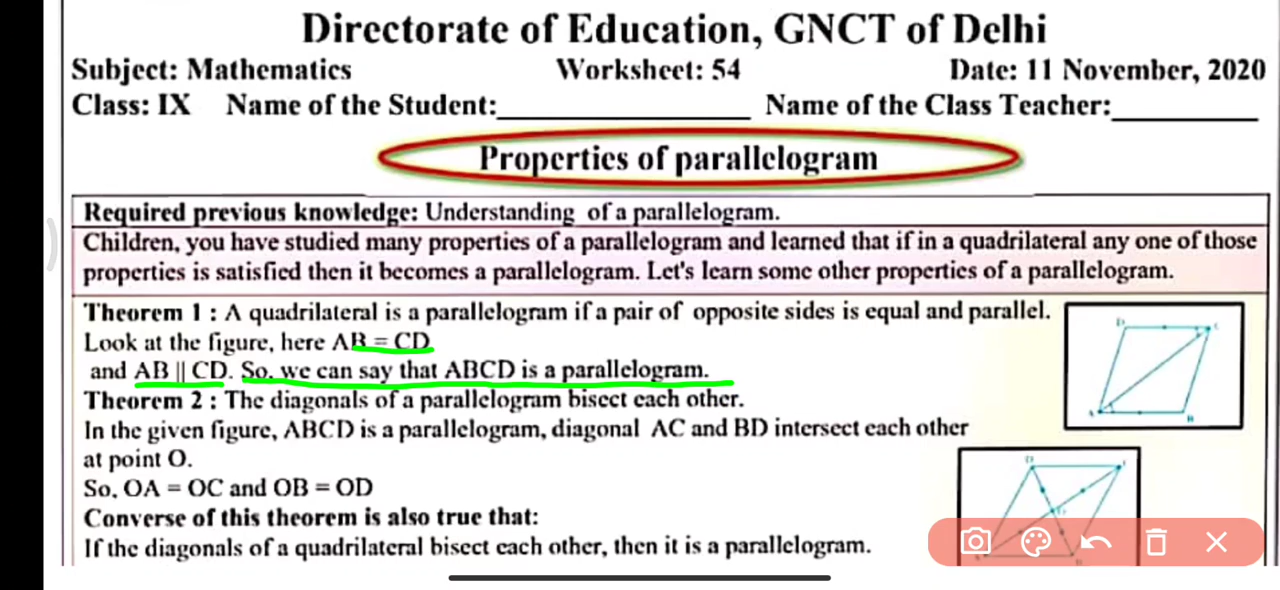 Directorate of Education, GNCT of Delhi
Subject: Mathematics Worksheet: 54 Date: 11 November, 2020
Class: IX Name of the Student:____________ Name of the Class Teacher:____________
Properties of parallelogram
Required previous knowledge: Understanding of a parallelogram.
Children, you have studied many properties of a parallelogram and learned that if in a quadrilateral any one of those
properties is satisfied then it becomes a parallelogram. Let's learn some other properties of a parallelogram.
Theorem 1 : A quadrilateral is a parallelogram if a pair of opposite sides is equal and parallel.
Look at the figure, here AB = CD
and AB || CD. So, we can say that ABCD is a parallelogram.
D C
A B
Theorem 2 : The diagonals of a parallelogram bisect each other.
In the given figure, ABCD is a parallelogram, diagonal AC and BD intersect each other
at point O.
So, OA = OC and OB = OD
Converse of this theorem is also true that:
If the diagonals of a quadrilateral bisect each other, then it is a parallelogram.